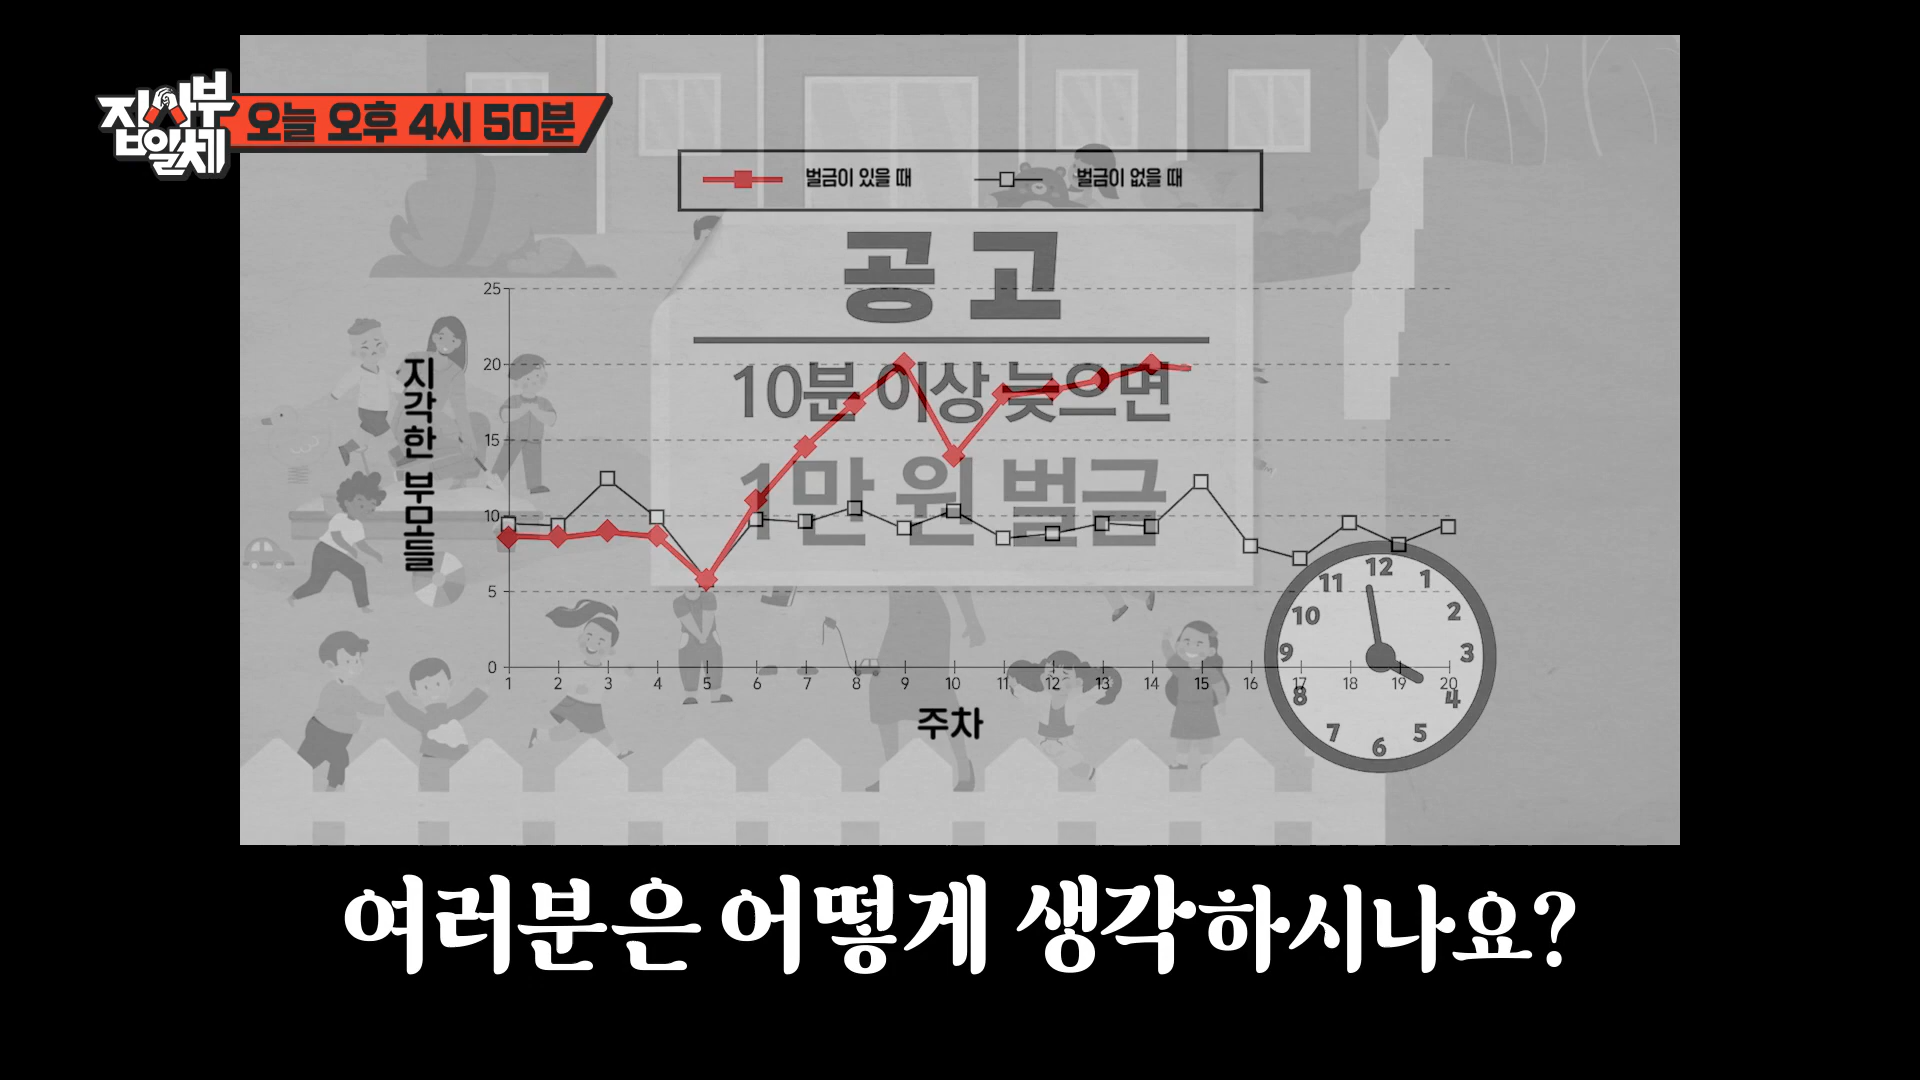 집사부일체
오늘 오후 4시 50분
벌금이 있을 때
벌금이 없을 때
공고
10분 이상 늦으면
1만 원 벌금
지각한 부모들
25
20
15
10
5
0
1 2 3 4 5 6 7 8 9 10 11 12 13 14 15 16 17 18 19 20
주차
12
1
2
3
4
5
6
7
8
9
10
11
여러분은 어떻게 생각하시나요?